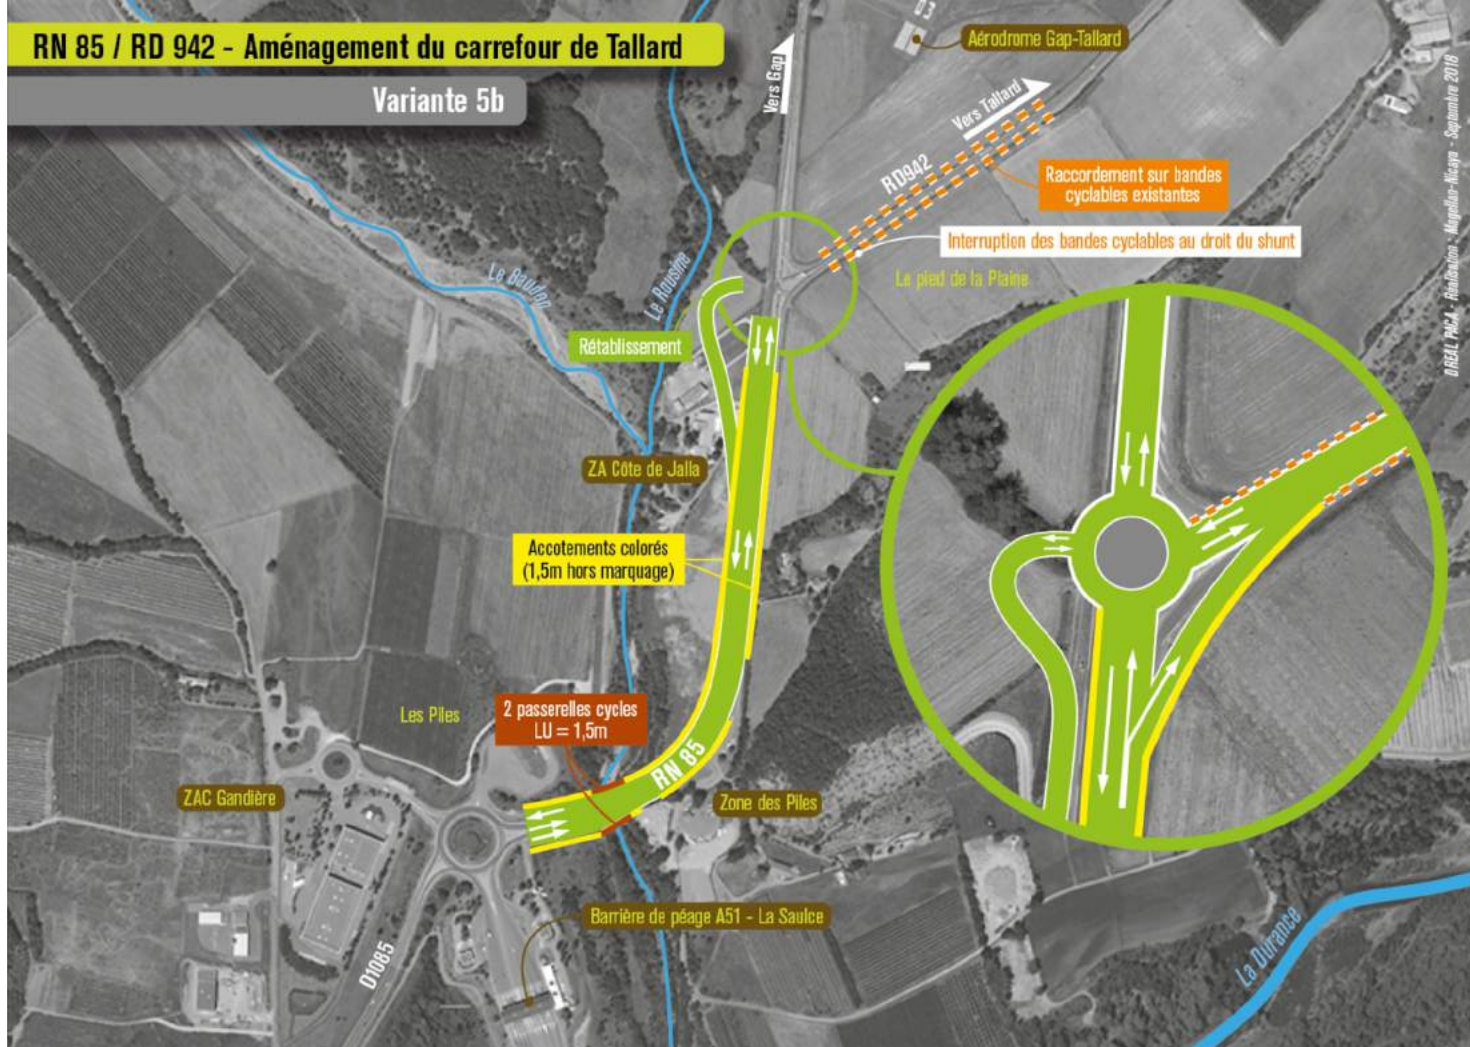 RN 85 / RD 942 - Aménagement du carrefour de Tallard
Variante 5b
Aérodrome Gap-Tallard
Vers Gap
Vers Tallard
RD942
Raccordement sur bandes
cyclables existantes
Interruption des bandes cyclables au droit du shunt
Le pied de la Plaine
Le Baudon
Le Rousine
Rétablissement
ZA Côte de Jalla
Accotements colorés
(1,5m hors marquage)
Les Piles
2 passerelles cycles
LU = 1,5m
RN 85
ZAC Gandière
Zone des Piles
Barrière de péage A51 - La Saulce
D1085
La Durance
DREAL PACA - Réalisation : Magellan-Nicaya - Septembre 2018